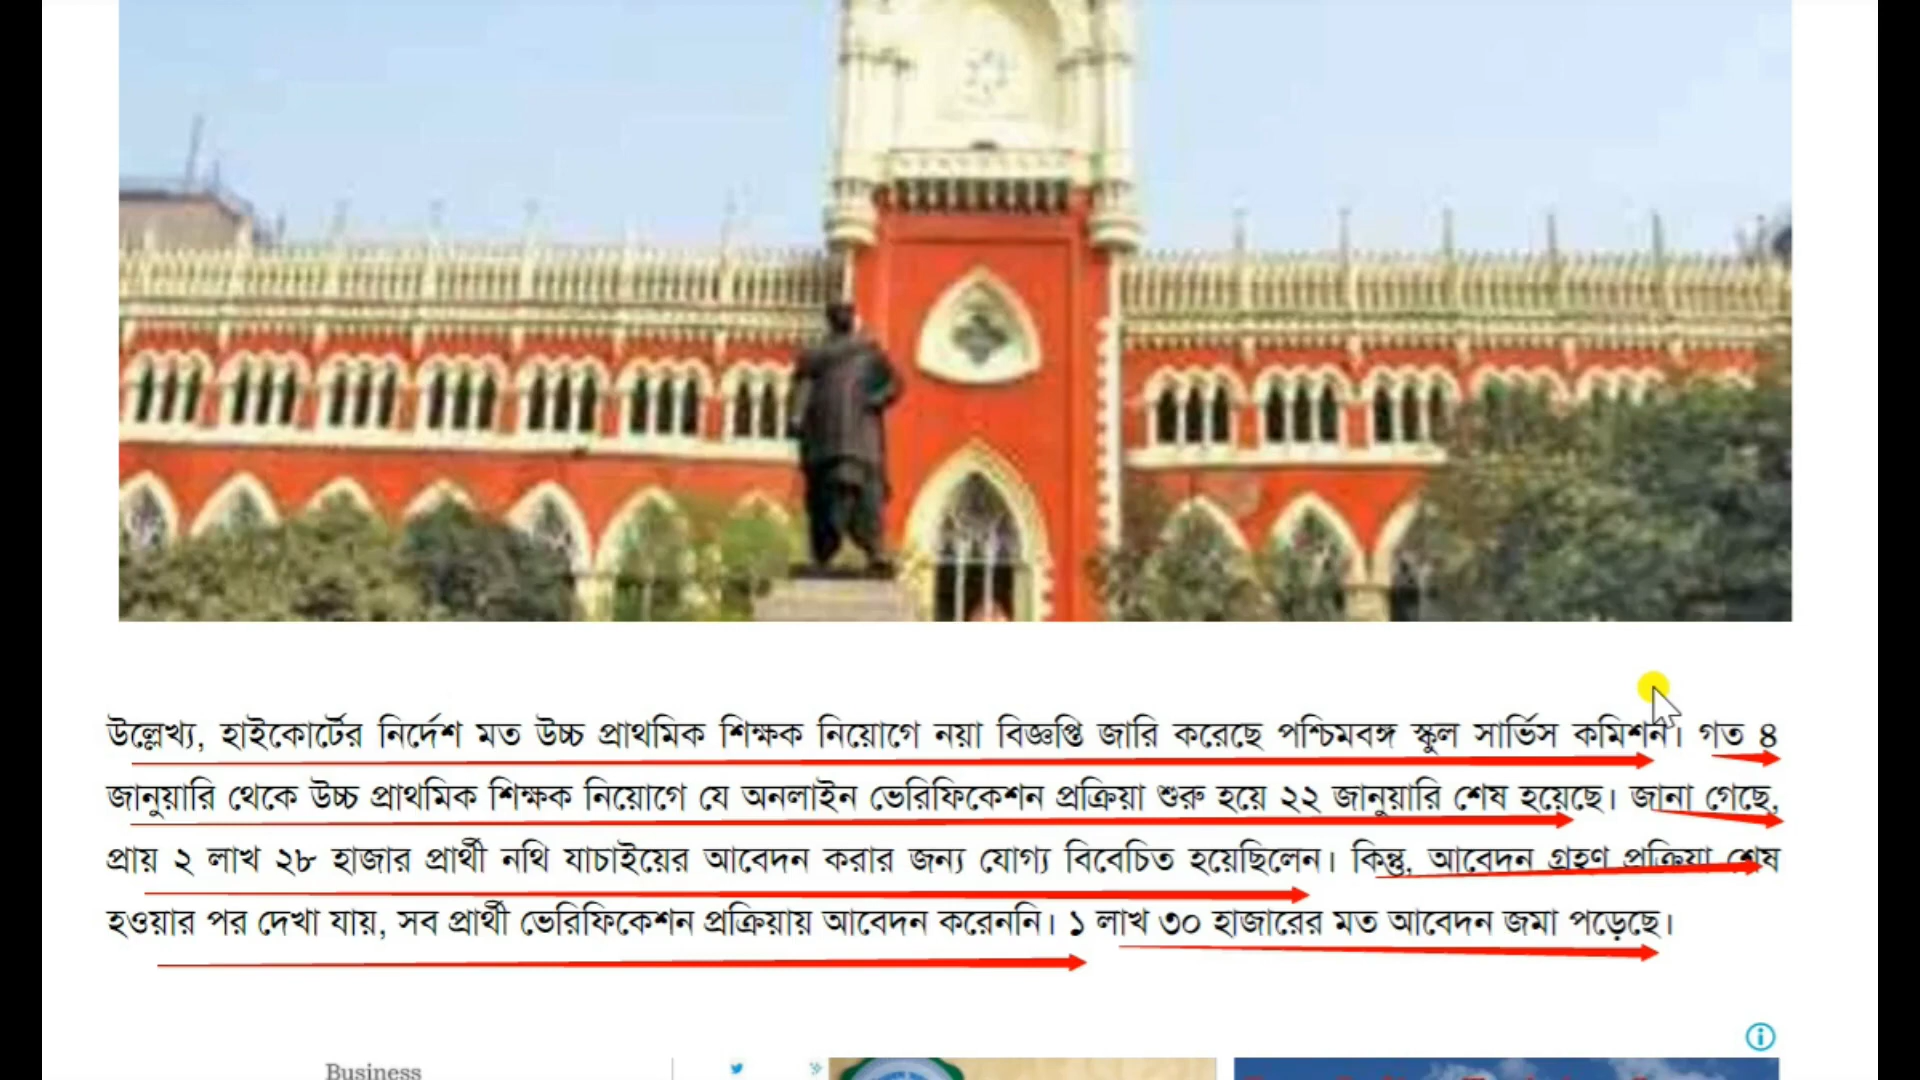 উল্লেখ্য, হাইকোর্টের নির্দেশ মত উচ্চ প্রাথমিক শিক্ষক নিয়োগে নয়া বিজ্ঞপ্তি জারি করেছে পশ্চিমবঙ্গ স্কুল সার্ভিস কমিশন। গত ৪
জানুয়ারি থেকে উচ্চ প্রাথমিক শিক্ষক নিয়োগে যে অনলাইন ভেরিফিকেশন প্রক্রিয়া শুরু হয়ে ২২ জানুয়ারি শেষ হয়েছে। জানা গেছে,
প্রায় ২ লাখ ২৮ হাজার প্রার্থী নথি যাচাইয়ের আবেদন করার জন্য যোগ্য বিবেচিত হয়েছিলেন। কিন্তু, আবেদন গ্রহণ প্রক্রিয়া শেষ
হওয়ার পর দেখা যায়, সব প্রার্থী ভেরিফিকেশন প্রক্রিয়ায় আবেদন করেননি। ১ লাখ ৩০ হাজারের মত আবেদন জমা পড়েছে।
Business